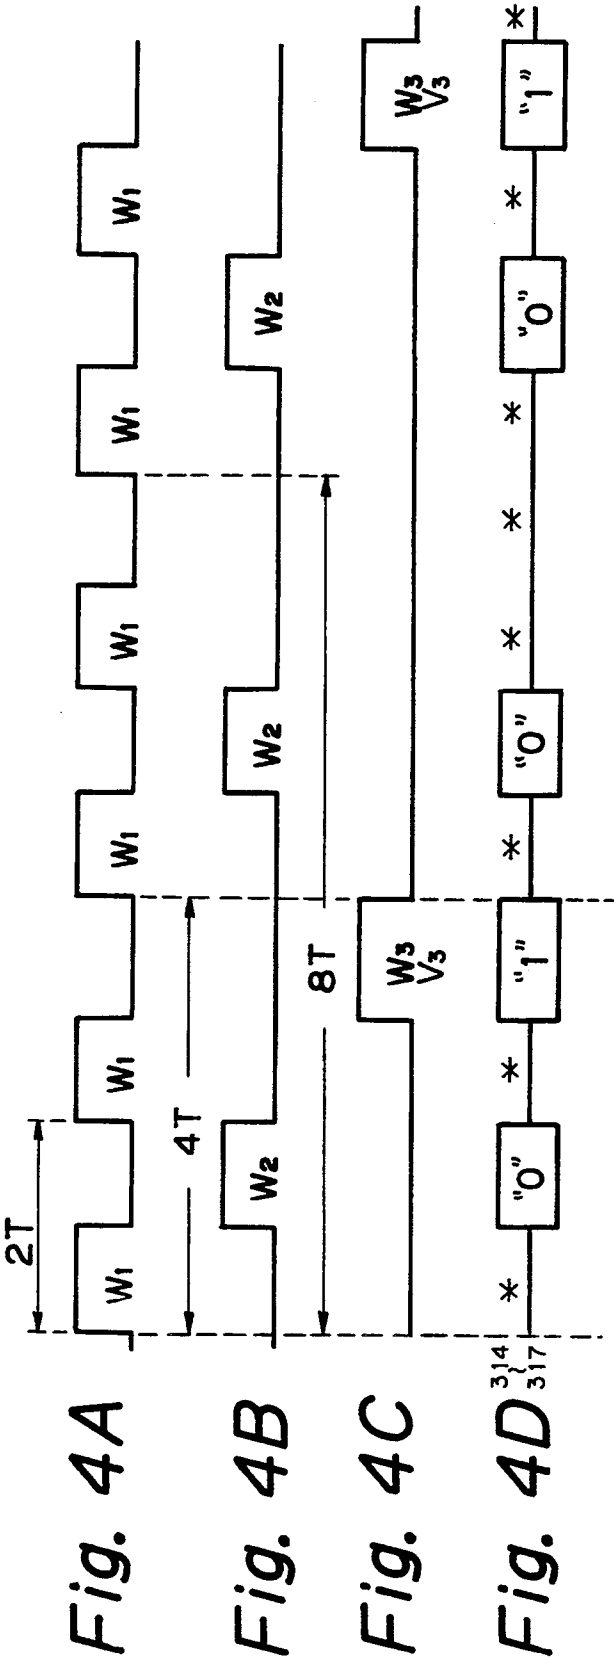 Fig. 4A
2T
W1 W1 W1 W1 W1 W1
4T
Fig. 4B
W2 W2 W2
8T
Fig. 4C
W3 W3
V3 V3
Fig. 4D
314
~
317
* "0" * "1" * "0" * * * "0" * "1" *